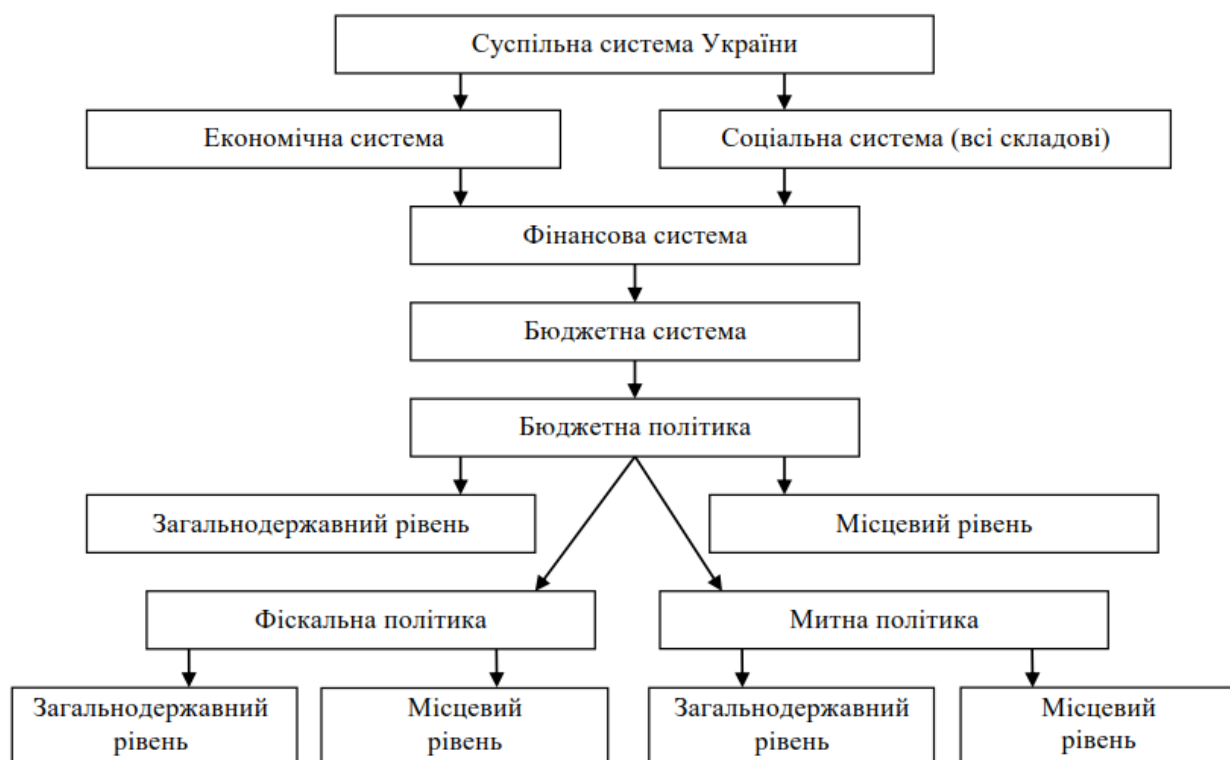 Суспільна система України
Економічна система
Соціальна система (всі складові)
Фінансова система
Бюджетна система
Бюджетна політика
Загальнодержавний рівень
Місцевий рівень
Фіскальна політика
Митна політика
Загальнодержавний
рівень
Місцевий
рівень
Загальнодержавний
рівень
Місцевий
рівень